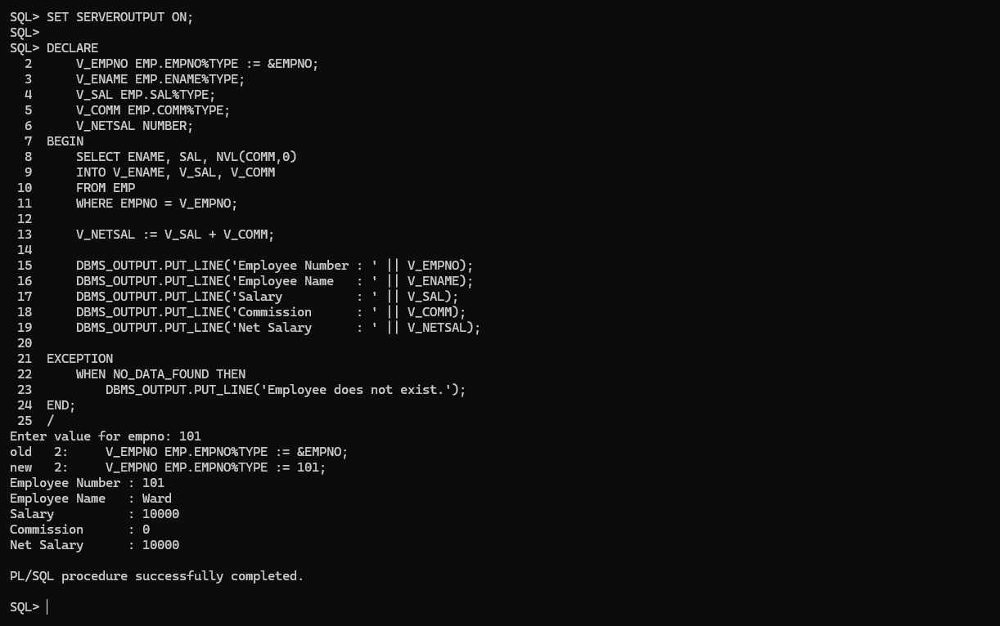 SQL> SET SERVEROUTPUT ON;
SQL>
SQL> DECLARE
  2      V_EMPNO EMP.EMPNO%TYPE := &EMPNO;
  3      V_ENAME EMP.ENAME%TYPE;
  4      V_SAL EMP.SAL%TYPE;
  5      V_COMM EMP.COMM%TYPE;
  6      V_NETSAL NUMBER;
  7  BEGIN
  8      SELECT ENAME, SAL, NVL(COMM,0)
  9      INTO V_ENAME, V_SAL, V_COMM
 10      FROM EMP
 11      WHERE EMPNO = V_EMPNO;
 12
 13      V_NETSAL := V_SAL + V_COMM;
 14
 15      DBMS_OUTPUT.PUT_LINE('Employee Number : ' || V_EMPNO);
 16      DBMS_OUTPUT.PUT_LINE('Employee Name   : ' || V_ENAME);
 17      DBMS_OUTPUT.PUT_LINE('Salary          : ' || V_SAL);
 18      DBMS_OUTPUT.PUT_LINE('Commission      : ' || V_COMM);
 19      DBMS_OUTPUT.PUT_LINE('Net Salary      : ' || V_NETSAL);
 20
 21  EXCEPTION
 22      WHEN NO_DATA_FOUND THEN
 23          DBMS_OUTPUT.PUT_LINE('Employee does not exist.');
 24  END;
 25  /
Enter value for empno: 101
old   2:     V_EMPNO EMP.EMPNO%TYPE := &EMPNO;
new   2:     V_EMPNO EMP.EMPNO%TYPE := 101;
Employee Number : 101
Employee Name   : Ward
Salary          : 10000
Commission      : 0
Net Salary      : 10000

PL/SQL procedure successfully completed.

SQL>